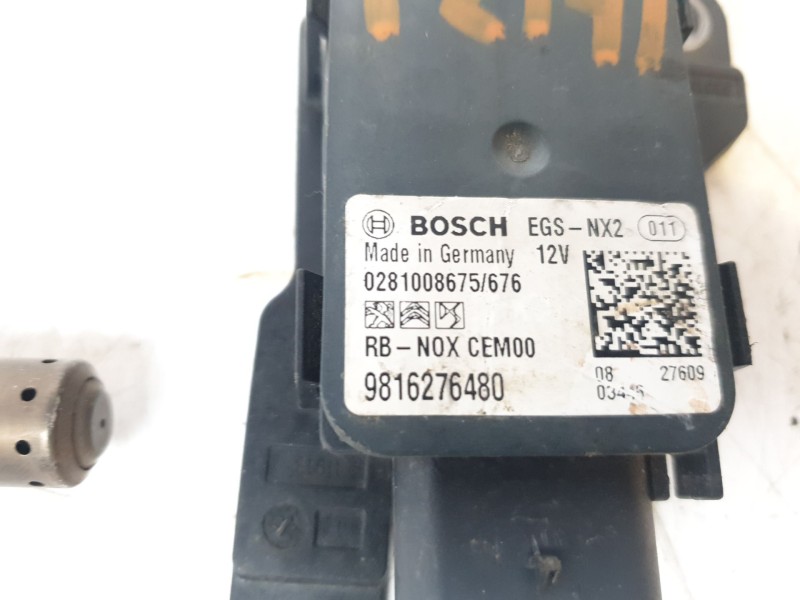 BOSCH EGS-NX2 011
Made in Germany 12V
0281008675/676
RB-NOX CEM00
9816276480
08 27609